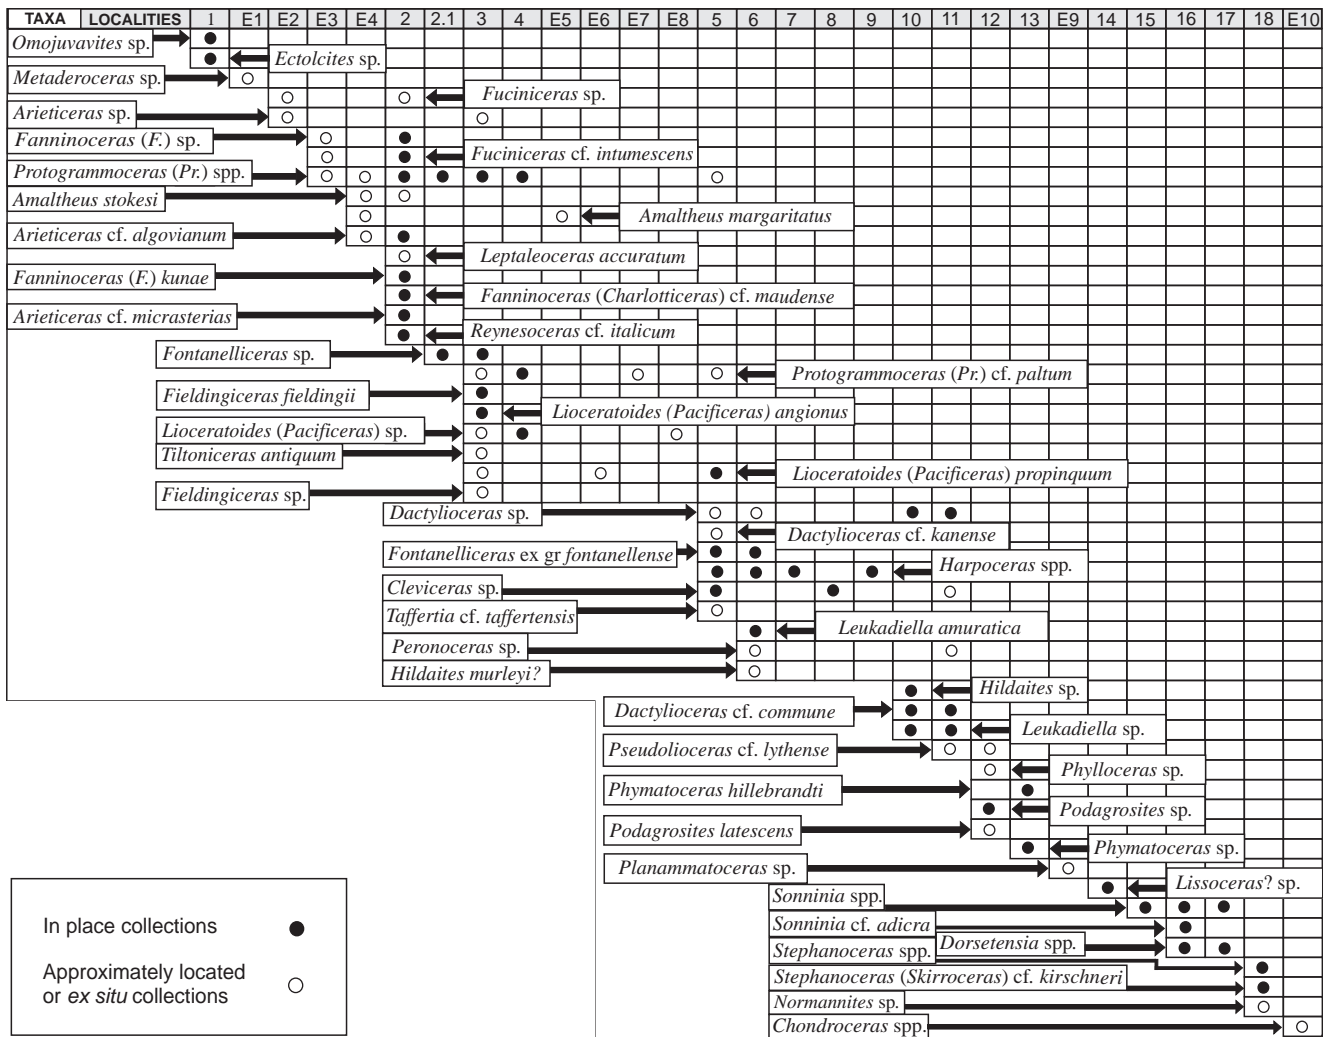 TAXA LOCALITIES 1 E1 E2 E3 E4 2 2.1 3 4 E5 E6 E7 E8 5 6 7 8 9 10 11 12 13 E9 14 15 16 17 18 E10
Omojuvavites sp.
Ectolcites sp.
Metaderoceras sp.
Fuciniceras sp.
Arieticeras sp.
Fanninoceras (F.) sp.
Fuciniceras cf. intumescens
Protogrammoceras (Pr.) spp.
Amaltheus stokesi
Amaltheus margaritatus
Arieticeras cf. algovianum
Leptaleoceras accuratum
Fanninoceras (F.) kunae
Fanninoceras (Charlotticeras) cf. maudense
Arieticeras cf. micrasterias
Reynesoceras cf. italicum
Fontanelliceras sp.
Protogrammoceras (Pr.) cf. paltum
Fieldingiceras fieldingii
Lioceratoides (Pacificeras) angionus
Lioceratoides (Pacificeras) sp.
Tiltoniceras antiquum
Lioceratoides (Pacificeras) propinquum
Fieldingiceras sp.
Dactylioceras sp.
Dactylioceras cf. kanense
Fontanelliceras ex gr fontanellense
Harpoceras spp.
Cleviceras sp.
Taffertia cf. taffertensis
Leukadiella amuratica
Peronoceras sp.
Hildaites murleyi?
Hildaites sp.
Dactylioceras cf. commune
Leukadiella sp.
Pseudolioceras cf. lythense
Phylloceras sp.
Phymatoceras hillebrandti
Podagrosites sp.
Podagrosites latescens
Phymatoceras sp.
Planammatoceras sp.
Lissoceras? sp.
Sonninia spp.
Sonninia cf. adicra
Dorsetensia spp.
Stephanoceras spp.
Stephanoceras (Skirroceras) cf. kirschneri
Normannites sp.
Chondroceras spp.
In place collections
Approximately located
or ex situ collections